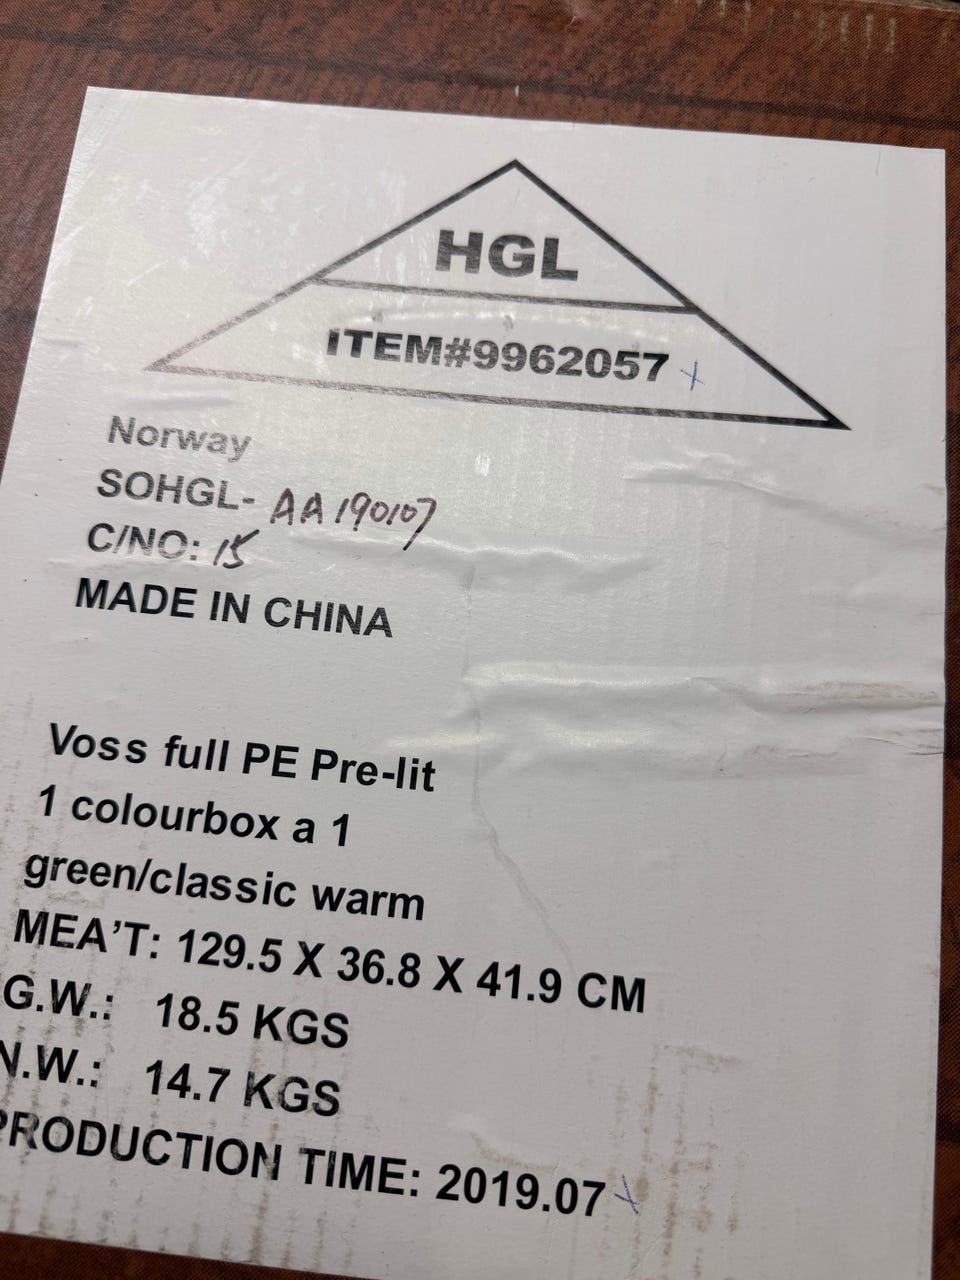 HGL
ITEM#9962057
Norway
SOHGL- AA190107
C/NO: 15
MADE IN CHINA
Voss full PE Pre-lit
1 colourbox a 1
green/classic warm
MEA'T: 129.5 X 36.8 X 41.9 CM
G.W.: 18.5 KGS
N.W.: 14.7 KGS
PRODUCTION TIME: 2019.07